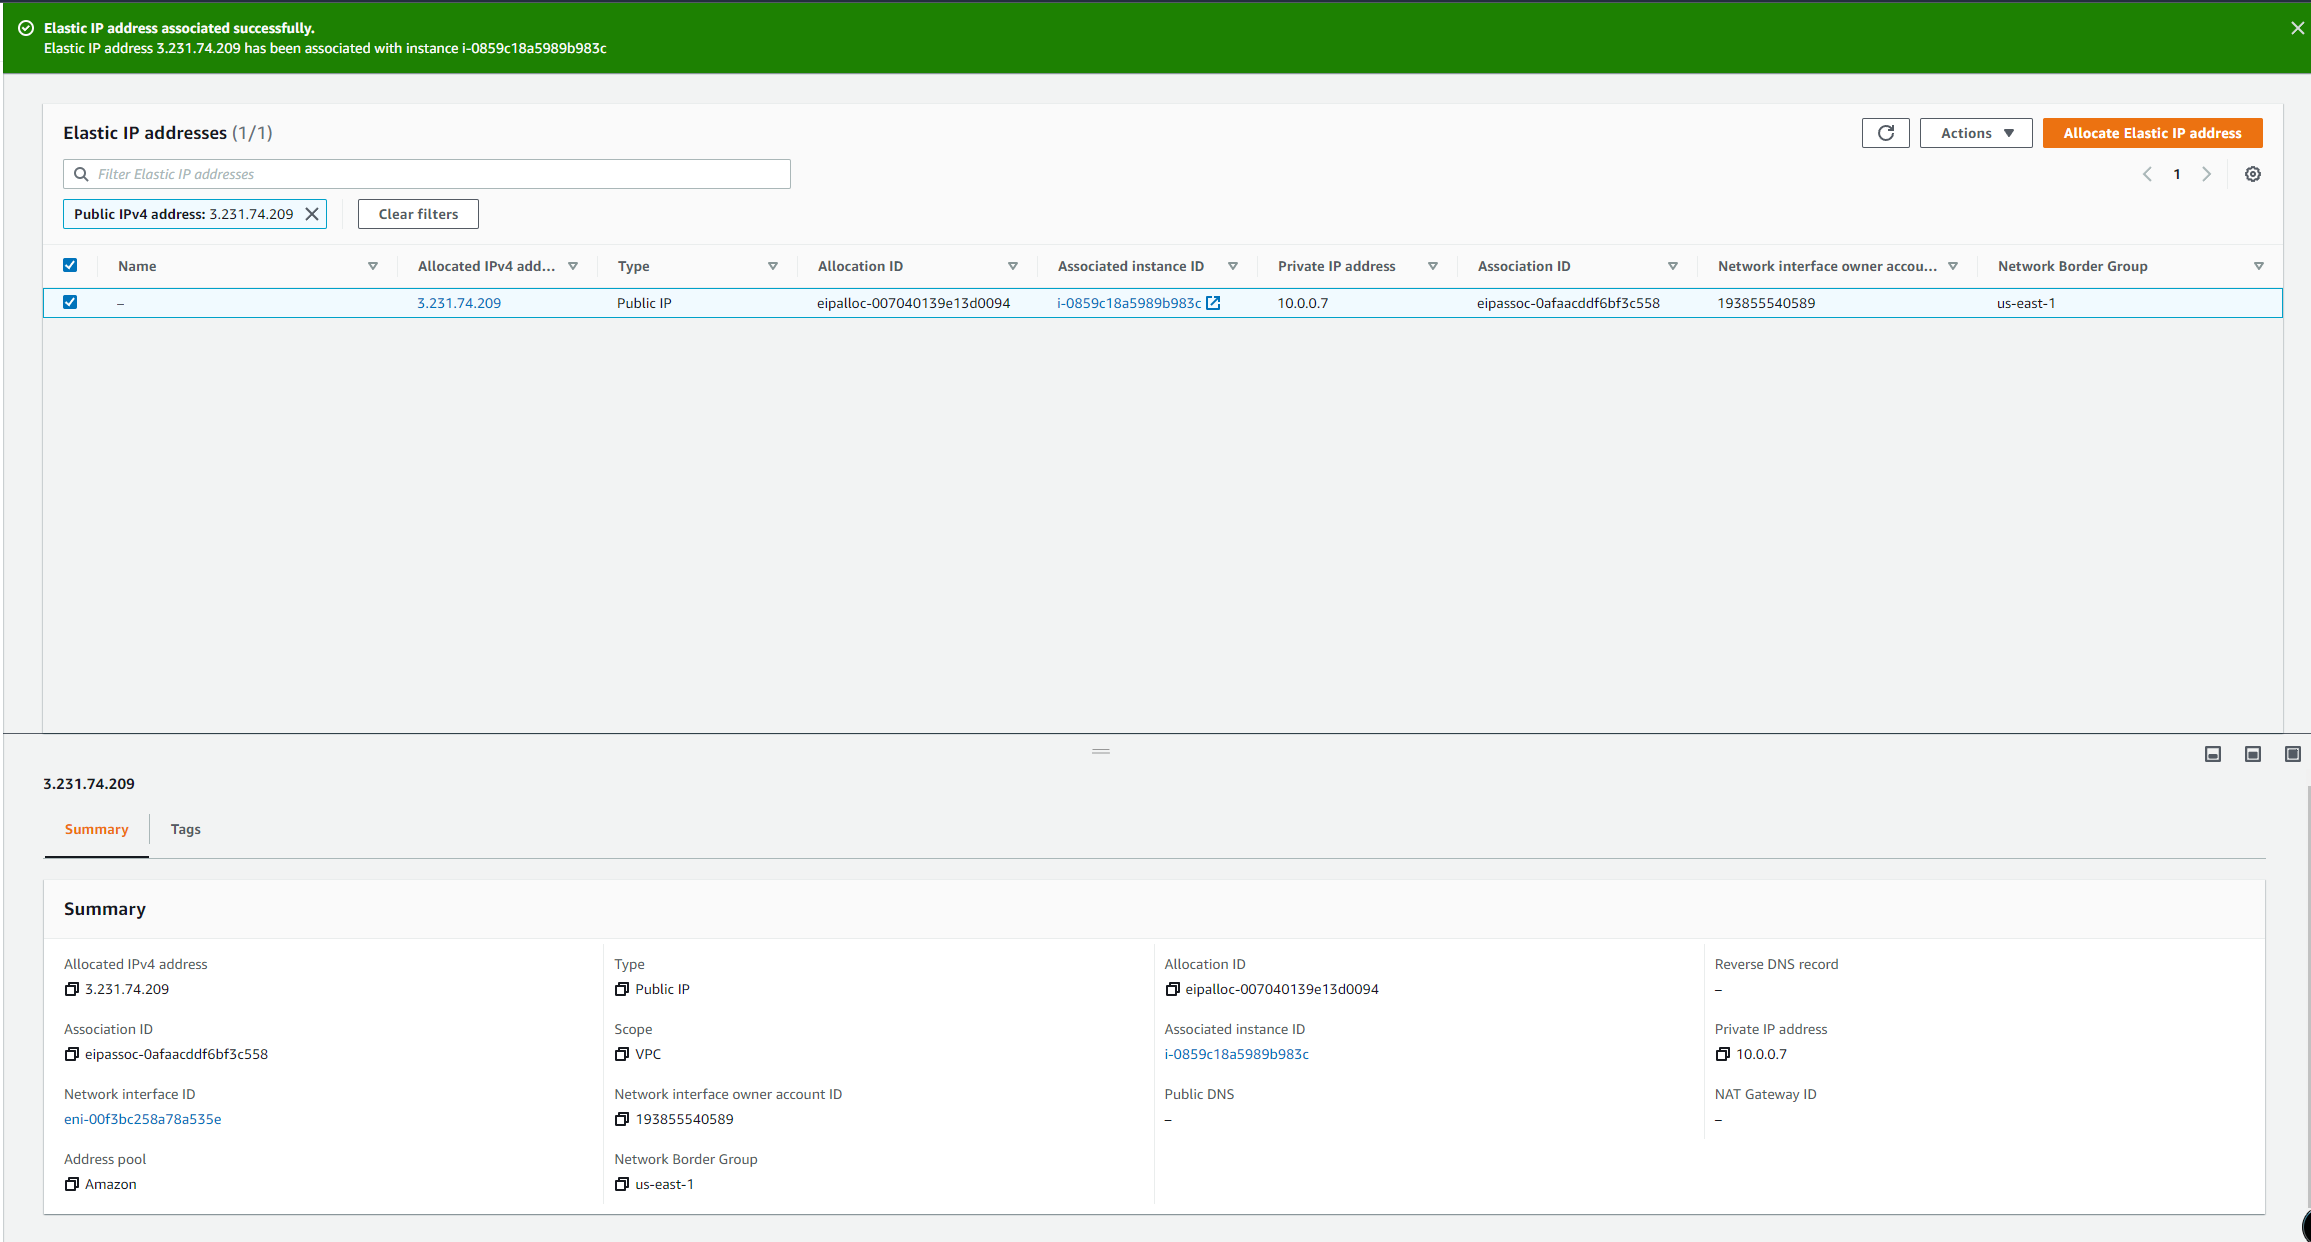 Elastic IP address associated successfully.
Elastic IP address 3.231.74.209 has been associated with instance i-0859c18a5989b983c
Elastic IP addresses (1/1)
Actions
Allocate Elastic IP address
Filter Elastic IP addresses
1
Public IPv4 address: 3.231.74.209
Clear filters
Name Allocated IPv4 add... Type Allocation ID Associated instance ID Private IP address Association ID Network interface owner accou... Network Border Group
– 3.231.74.209 Public IP eipalloc-007040139e13d0094 i-0859c18a5989b983c 10.0.0.7 eipassoc-0afaacddf6bf3c558 193855540589 us-east-1
3.231.74.209
Summary Tags
Summary
Allocated IPv4 address Type Allocation ID Reverse DNS record
3.231.74.209 Public IP eipalloc-007040139e13d0094 –
Association ID Scope Associated instance ID Private IP address
eipassoc-0afaacddf6bf3c558 VPC i-0859c18a5989b983c 10.0.0.7
Network interface ID Network interface owner account ID Public DNS NAT Gateway ID
eni-00f3bc258a78a535e 193855540589 – –
Address pool Network Border Group
Amazon us-east-1